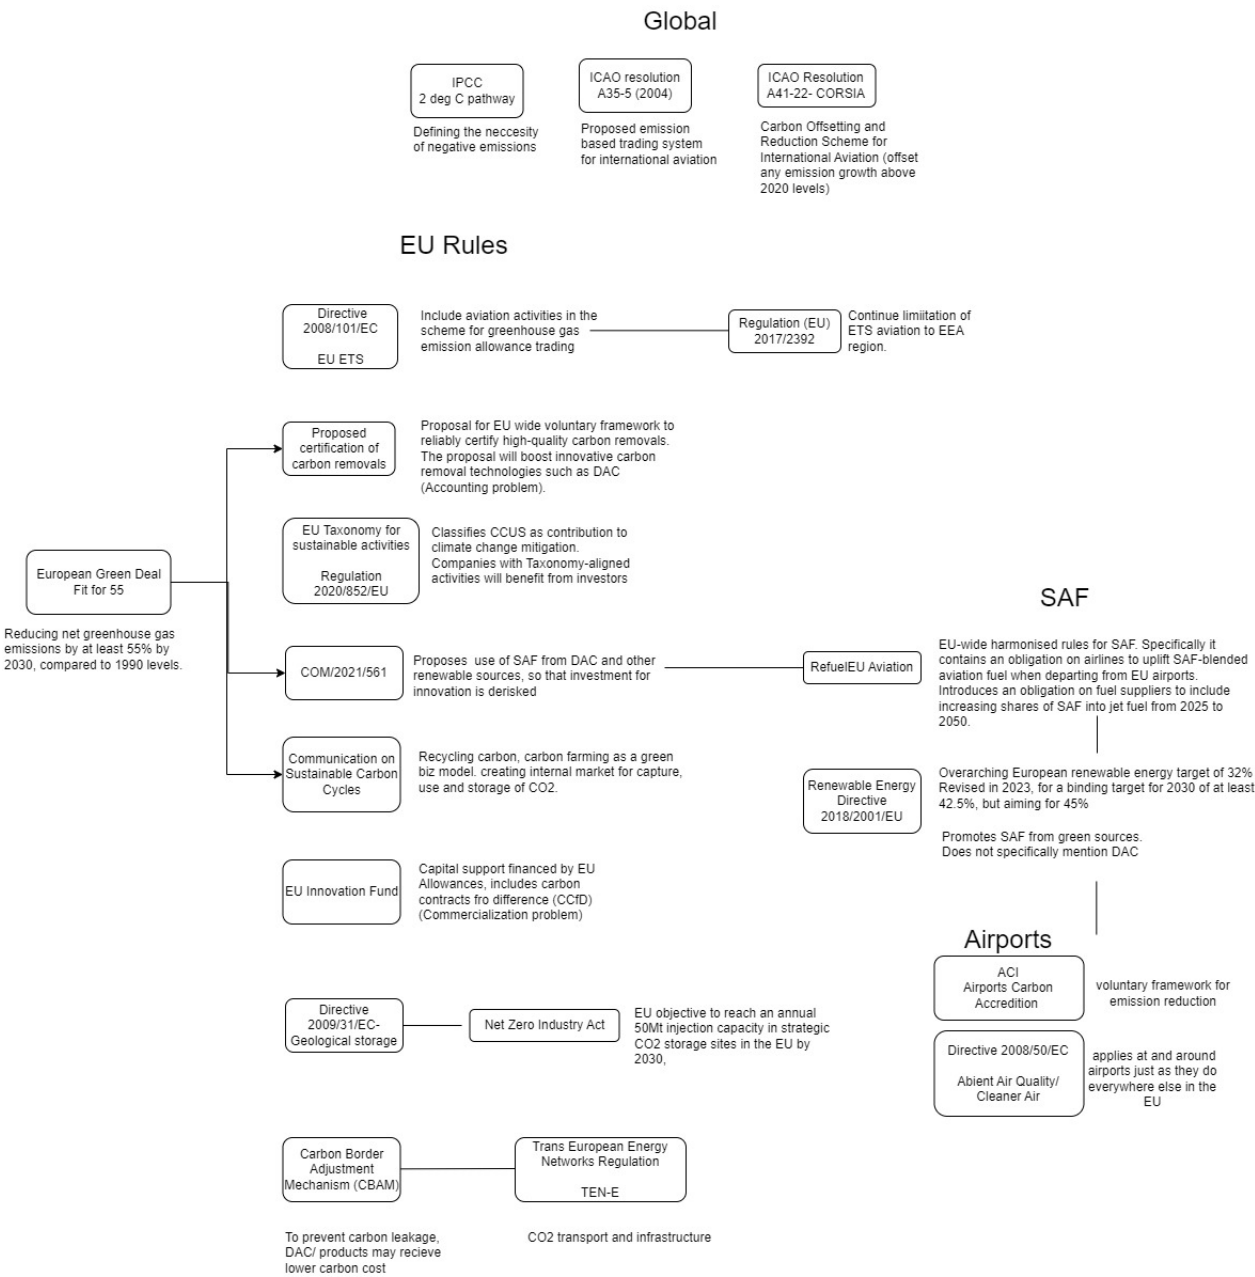 Global
IPCC
2 deg C pathway
Defining the neccesity
of negative emissions
ICAO resolution
A35-5 (2004)
Proposed emission
based trading system
for international aviation
ICAO Resolution
A41-22- CORSIA
Carbon Offsetting and
Reduction Scheme for
International Aviation (offset
any emission growth above
2020 levels)
EU Rules
Directive
2008/101/EC
EU ETS
Include aviation activities in the
scheme for greenhouse gas
emission allowance trading
Regulation (EU)
2017/2392
Continue limiitation of
ETS aviation to EEA
region.
Proposed
certification of
carbon removals
Proposal for EU wide voluntary framework to
reliably certify high-quality carbon removals.
The proposal will boost innovative carbon
removal technologies such as DAC
(Accounting problem).
EU Taxonomy for
sustainable activities
Regulation
2020/852/EU
Classifies CCUS as contribution to
climate change mitigation.
Companies with Taxonomy-aligned
activities will benefit from investors
European Green Deal
Fit for 55
Reducing net greenhouse gas
emissions by at least 55% by
2030, compared to 1990 levels.
COM/2021/561
Proposes use of SAF from DAC and other
renewable sources, so that investment for
innovation is derisked
SAF
RefuelEU Aviation
EU-wide harmonised rules for SAF. Specifically it
contains an obligation on airlines to uplift SAF-blended
aviation fuel when departing from EU airports.
Introduces an obligation on fuel suppliers to include
increasing shares of SAF into jet fuel from 2025 to
2050.
Communication on
Sustainable Carbon
Cycles
Recycling carbon, carbon farming as a green
biz model. creating internal market for capture,
use and storage of CO2.
Renewable Energy
Directive
2018/2001/EU
Overarching European renewable energy target of 32%
Revised in 2023, for a binding target for 2030 of at least
42.5%, but aiming for 45%
Promotes SAF from green sources.
Does not specifically mention DAC
EU Innovation Fund
Capital support financed by EU
Allowances, includes carbon
contracts fro difference (CCfD)
(Commercialization problem)
Airports
ACI
Airports Carbon
Accredition
voluntary framework for
emission reduction
Directive
2009/31/EC-
Geological storage
Net Zero Industry Act
EU objective to reach an annual
50Mt injection capacity in strategic
CO2 storage sites in the EU by
2030,
Directive 2008/50/EC
Abient Air Quality/
Cleaner Air
applies at and around
airports just as they do
everywhere else in the
EU
Carbon Border
Adjustment
Mechanism (CBAM)
To prevent carbon leakage,
DAC/ products may recieve
lower carbon cost
Trans European Energy
Networks Regulation
TEN-E
CO2 transport and infrastructure